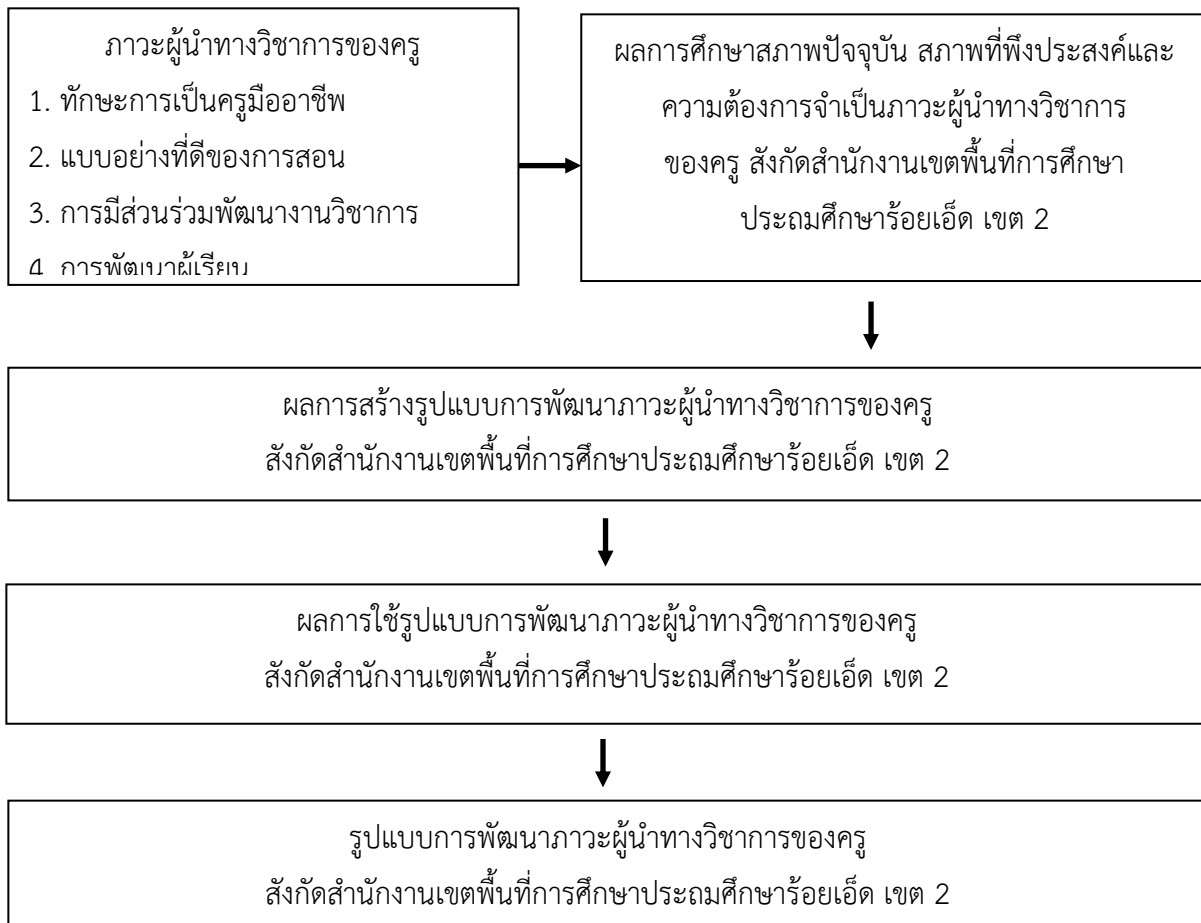 ภาวะผู้นำทางวิชาการของครู
1. ทักษะการเป็นครูมืออาชีพ
2. แบบอย่างที่ดีของการสอน
3. การมีส่วนร่วมพัฒนางานวิชาการ
4. การพัฒนาผู้เรียน
ผลการศึกษาสภาพปัจจุบัน สภาพที่พึงประสงค์และ
ความต้องการจำเป็นภาวะผู้นำทางวิชาการ
ของครู สังกัดสำนักงานเขตพื้นที่การศึกษา
ประถมศึกษาร้อยเอ็ด เขต 2
ผลการสร้างรูปแบบการพัฒนาภาวะผู้นำทางวิชาการของครู
สังกัดสำนักงานเขตพื้นที่การศึกษาประถมศึกษาร้อยเอ็ด เขต 2
ผลการใช้รูปแบบการพัฒนาภาวะผู้นำทางวิชาการของครู
สังกัดสำนักงานเขตพื้นที่การศึกษาประถมศึกษาร้อยเอ็ด เขต 2
รูปแบบการพัฒนาภาวะผู้นำทางวิชาการของครู
สังกัดสำนักงานเขตพื้นที่การศึกษาประถมศึกษาร้อยเอ็ด เขต 2